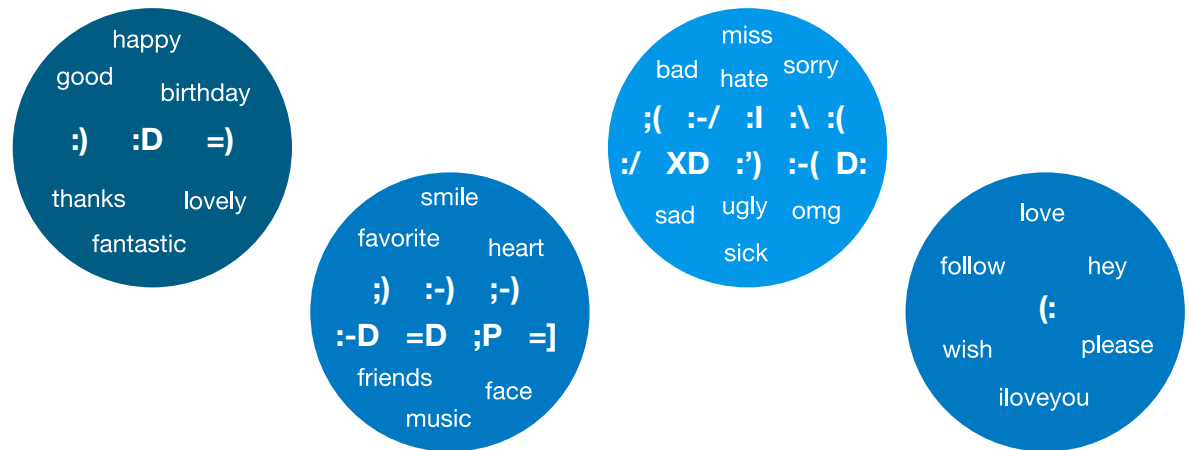 happy
good
birthday
:) :D =)
thanks
lovely
fantastic
smile
favorite
heart
;) :-) ;-)
:-D =D ;P =]
friends
face
music
miss
bad hate sorry
;( :-/ :I :\ :(
:/ XD :’) :-( D:
sad ugly omg
sick
love
follow hey
(:
wish please
iloveyou